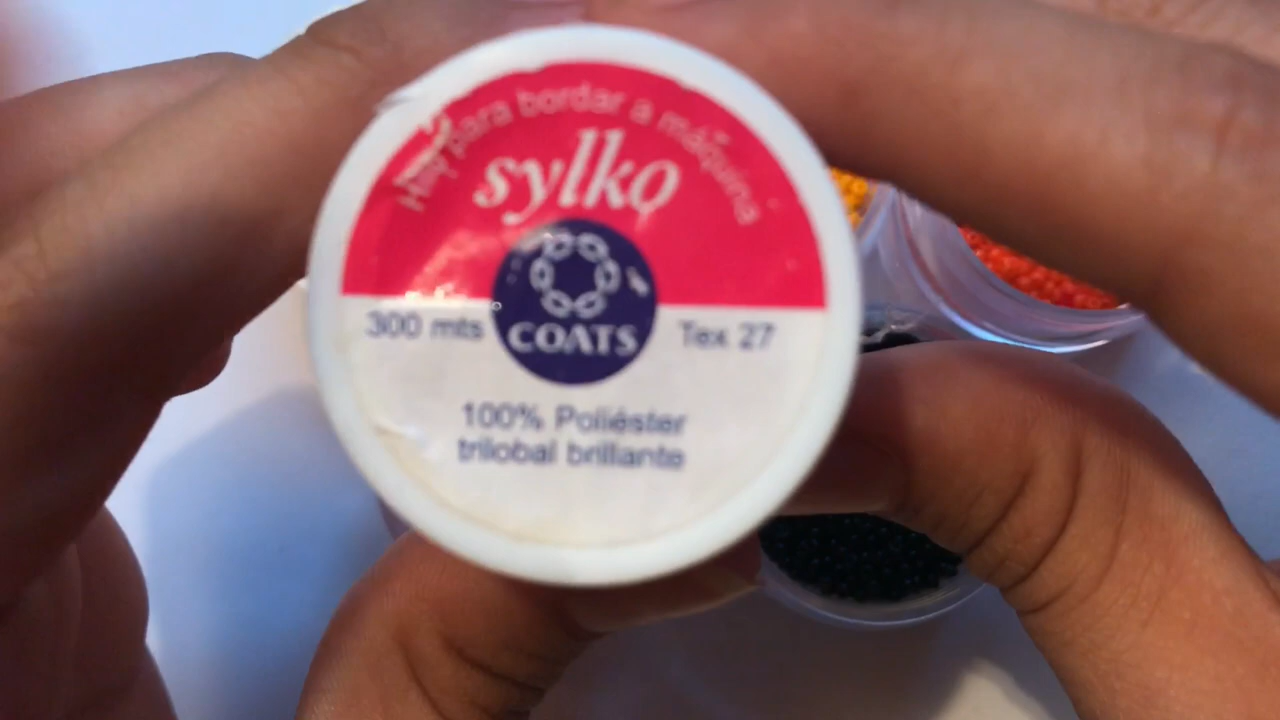 Hilo para bordar a máquina
sylko
COATS
300 mts
Tex 27
100% Poliéster
trilobal brillante